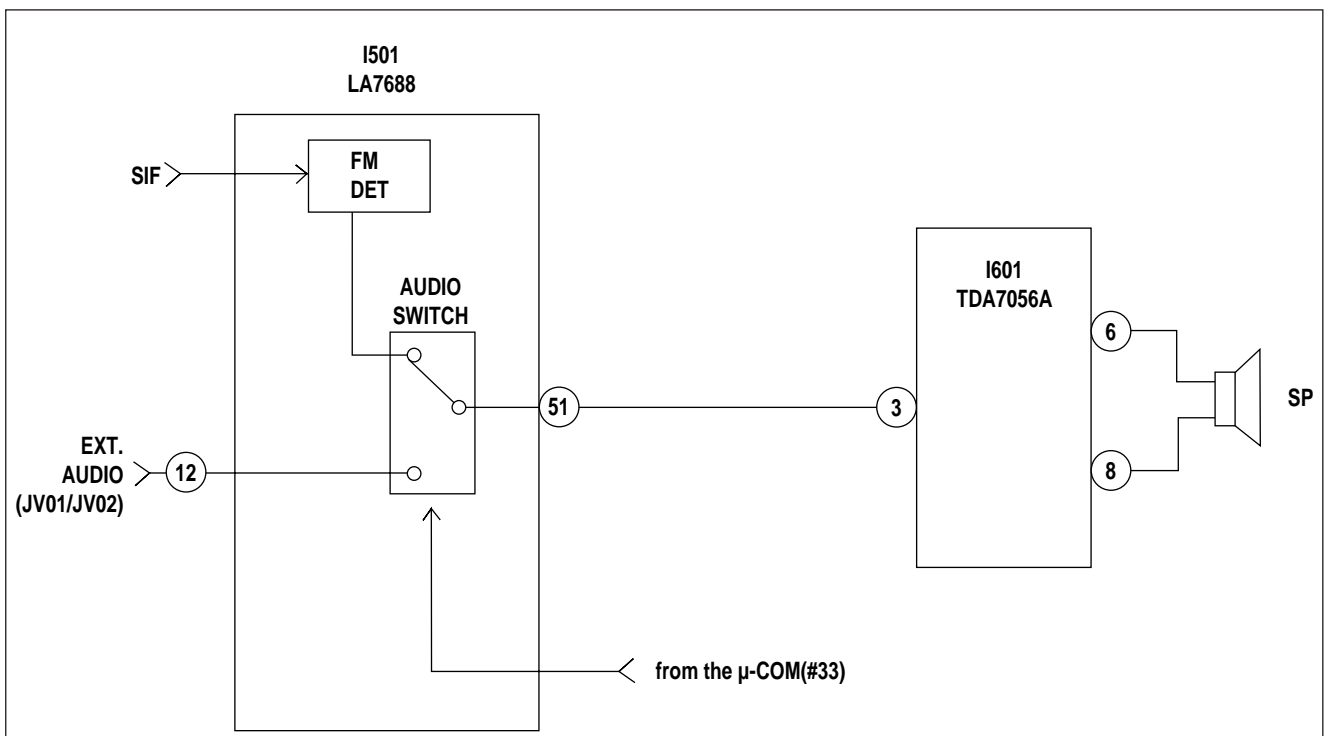 I501
LA7688
SIF
FM
DET
AUDIO
SWITCH
I601
TDA7056A
6
SP
51
3
EXT.
AUDIO
(JV01/JV02)
12
8
from the µ-COM(#33)